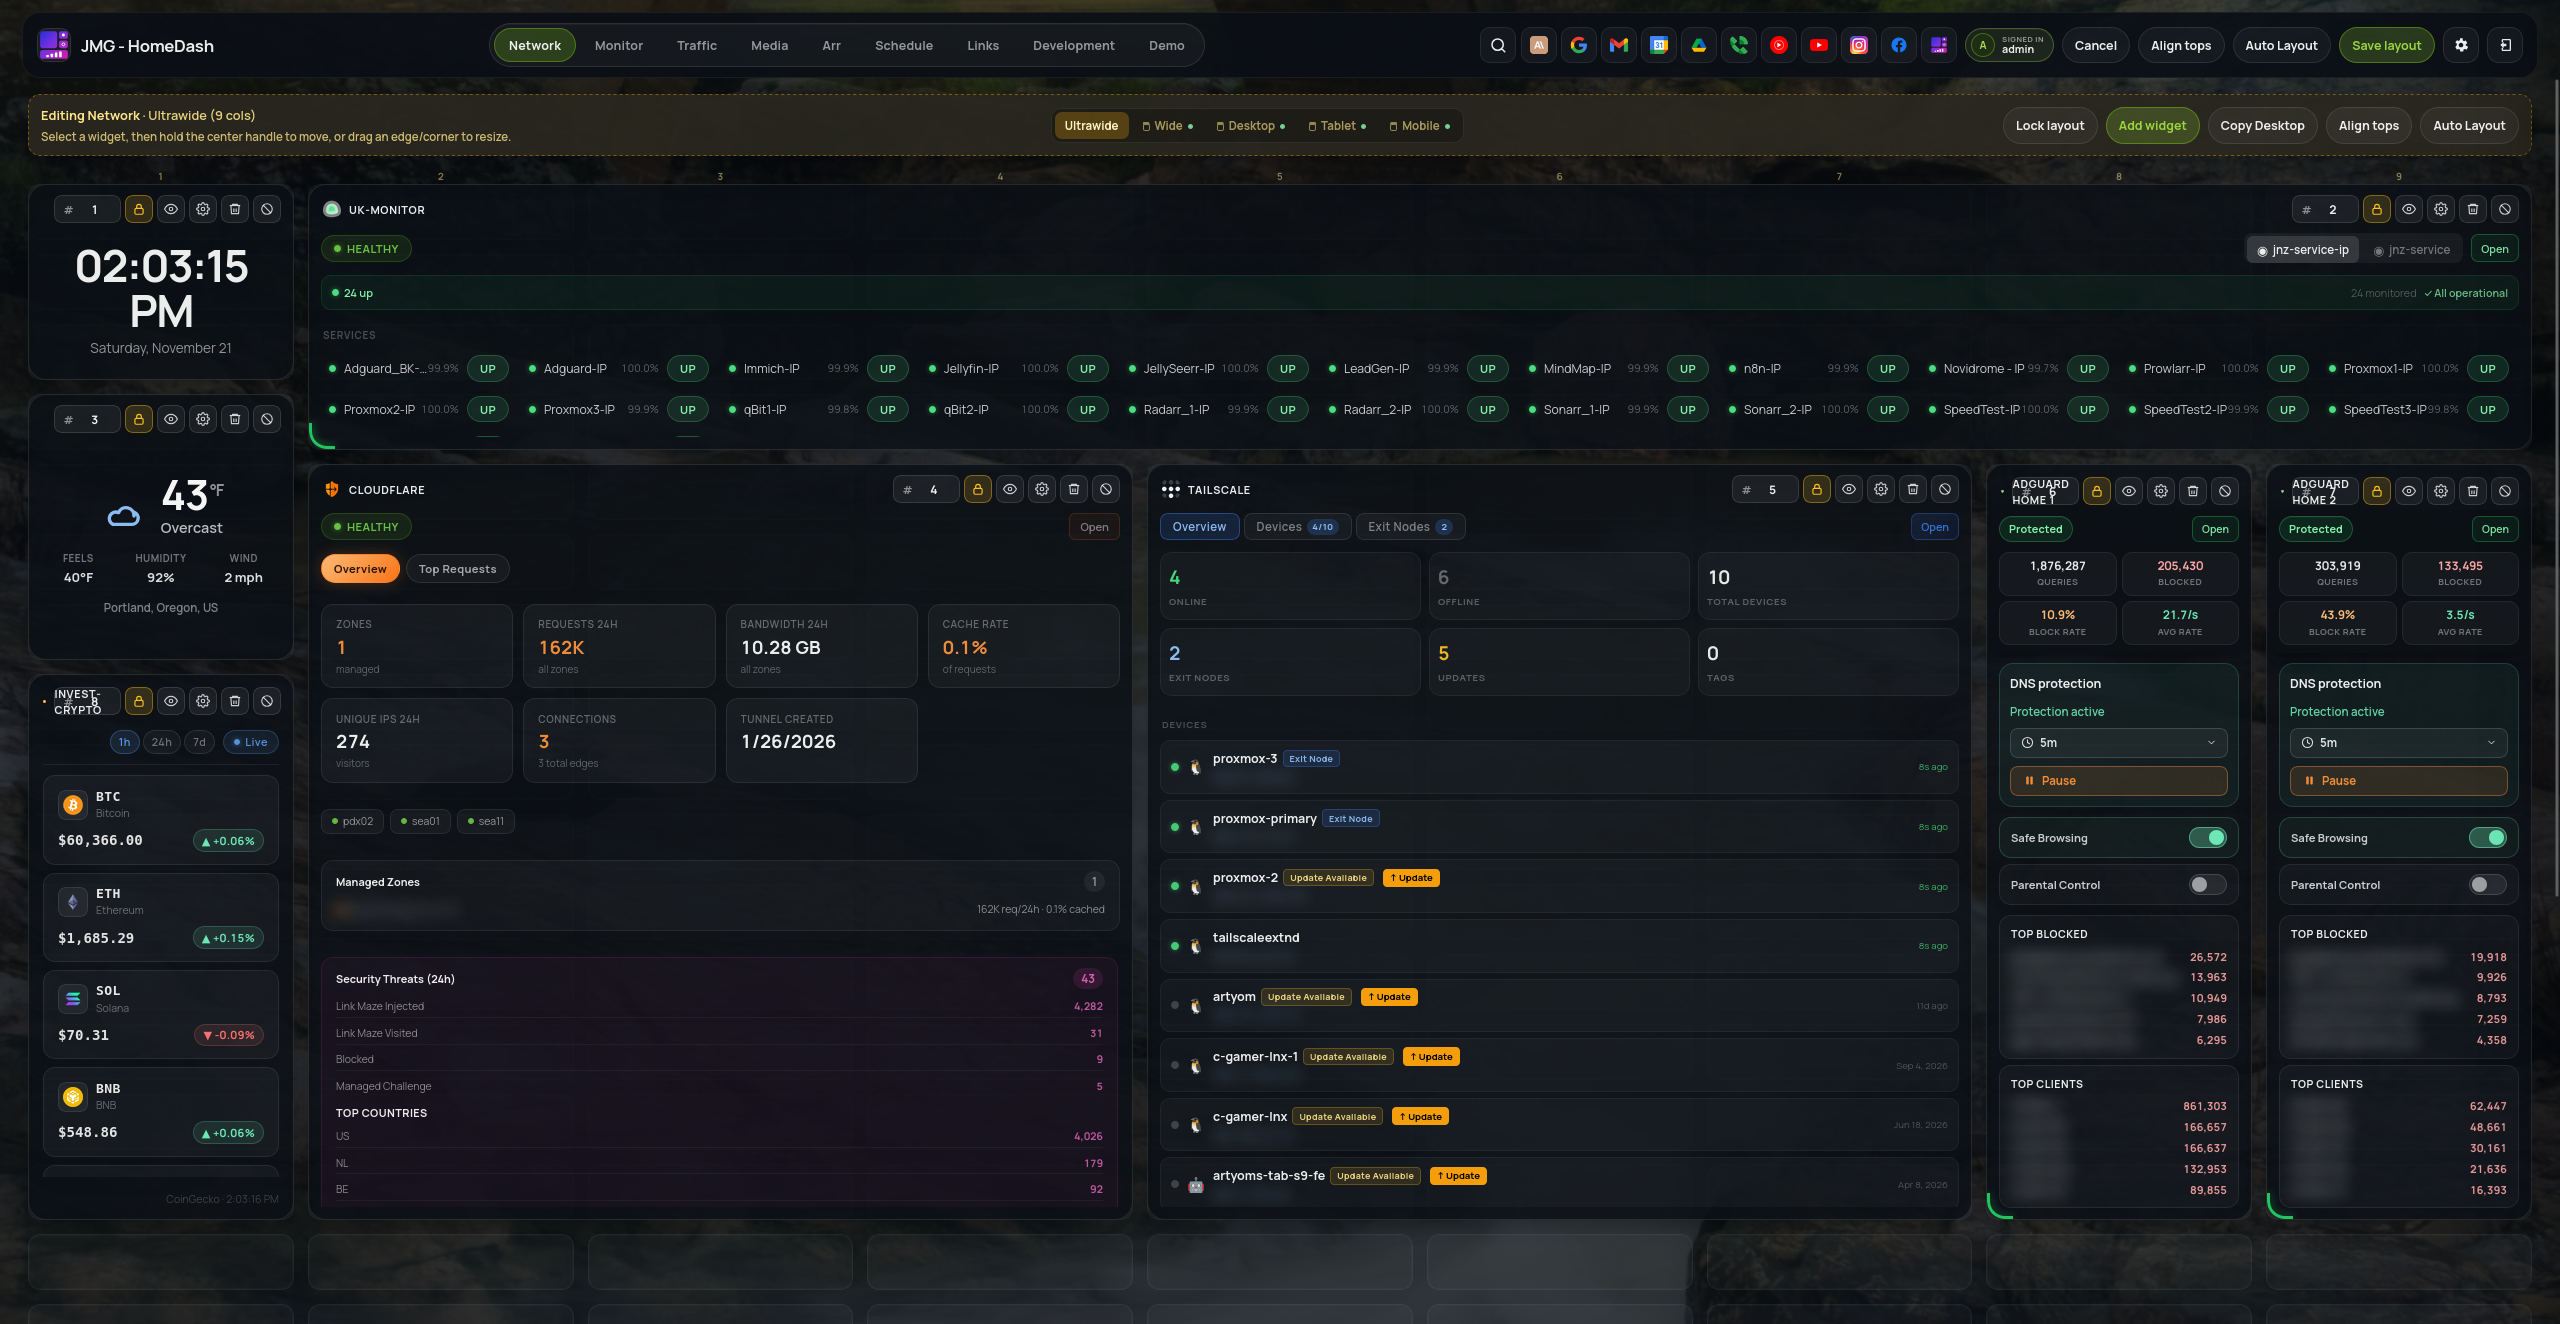 JMG - HomeDash
Network Monitor Traffic Media Arr Schedule Links Development Demo
A SIGNED IN admin Cancel Align tops Auto Layout Save layout
Editing Network · Ultrawide (9 cols)
Select a widget, then hold the center handle to move, or drag an edge/corner to resize.
Ultrawide Wide Desktop Tablet Mobile
Lock layout Add widget Copy Desktop Align tops Auto Layout
1 2 3 4 5 6 7 8 9
# 1
02:03:15
PM
Saturday, November 21
UK-MONITOR # 2
HEALTHY jnz-service-ip jnz-service Open
24 up 24 monitored ✓ All operational
SERVICES
Adguard_BK-... 99.9% UP Adguard-IP 100.0% UP Immich-IP 99.9% UP Jellyfin-IP 100.0% UP JellySeerr-IP 100.0% UP LeadGen-IP 99.9% UP MindMap-IP 99.9% UP n8n-IP 99.9% UP Novidrome - IP 99.7% UP Prowlarr-IP 100.0% UP Proxmox1-IP 100.0% UP
Proxmox2-IP 100.0% UP Proxmox3-IP 99.9% UP qBit1-IP 99.8% UP qBit2-IP 100.0% UP Radarr_1-IP 99.9% UP Radarr_2-IP 100.0% UP Sonarr_1-IP 99.9% UP Sonarr_2-IP 100.0% UP SpeedTest-IP 100.0% UP SpeedTest2-IP 99.9% UP SpeedTest3-IP 99.8% UP
# 3
43°F
Overcast
FEELS HUMIDITY WIND
40°F 92% 2 mph
Portland, Oregon, US
INVEST-CRYPTO # 8
1h 24h 7d Live
BTC
Bitcoin
$60,366.00 ▲ +0.06%
ETH
Ethereum
$1,685.29 ▲ +0.15%
SOL
Solana
$70.31 ▼ -0.09%
BNB
BNB
$548.86 ▲ +0.06%
CoinGecko · 2:03:16 PM
CLOUDFLARE # 4
HEALTHY Open
Overview Top Requests
ZONES REQUESTS 24H BANDWIDTH 24H CACHE RATE
1 162K 10.28 GB 0.1%
managed all zones all zones of requests
UNIQUE IPS 24H CONNECTIONS TUNNEL CREATED
274 3 1/26/2026
visitors 3 total edges
pdx02 sea01 sea11
Managed Zones 1
162K req/24h · 0.1% cached
Security Threats (24h) 43
Link Maze Injected 4,282
Link Maze Visited 31
Blocked 9
Managed Challenge 5
TOP COUNTRIES
US 4,026
NL 179
BE 92
TAILSCALE # 5
Overview Devices 4/10 Exit Nodes 2 Open
4 6 10
ONLINE OFFLINE TOTAL DEVICES
2 5 0
EXIT NODES UPDATES TAGS
DEVICES
proxmox-3 Exit Node 8s ago
proxmox-primary Exit Node 8s ago
proxmox-2 Update Available ↑ Update 8s ago
tailscaleextnd 8s ago
artyom Update Available ↑ Update 11d ago
c-gamer-lnx-1 Update Available ↑ Update Sep 4, 2026
c-gamer-lnx Update Available ↑ Update Jun 18, 2026
artyoms-tab-s9-fe Update Available ↑ Update Apr 8, 2026
ADGUARD HOME 1 # 6
Protected Open
1,876,287 205,430
QUERIES BLOCKED
10.9% 21.7/s
BLOCK RATE AVG RATE
DNS protection
Protection active
5m
Pause
Safe Browsing
Parental Control
TOP BLOCKED
26,572
13,963
10,949
7,986
6,295
TOP CLIENTS
861,303
166,657
166,637
132,953
89,855
ADGUARD HOME 2 # 7
Protected Open
303,919 133,495
QUERIES BLOCKED
43.9% 3.5/s
BLOCK RATE AVG RATE
DNS protection
Protection active
5m
Pause
Safe Browsing
Parental Control
TOP BLOCKED
19,918
9,926
8,793
7,259
4,358
TOP CLIENTS
62,447
48,661
30,161
21,636
16,393